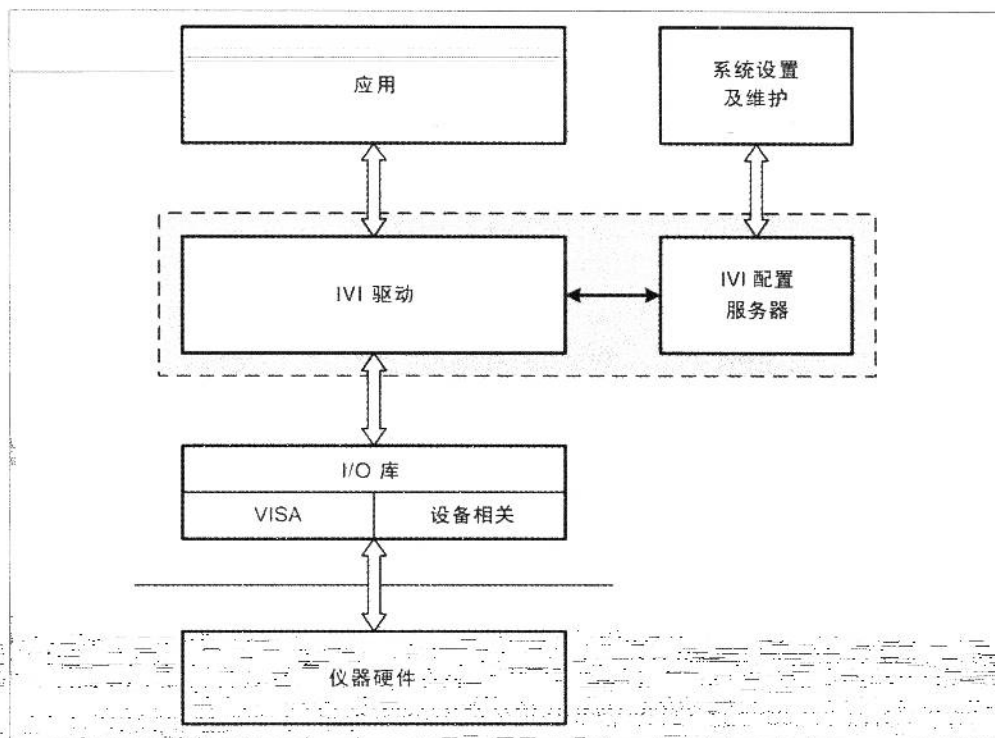 应用
系统设置
及维护
IVI 驱动
IVI 配置
服务器
I/O 库
VISA
设备相关
仪器硬件